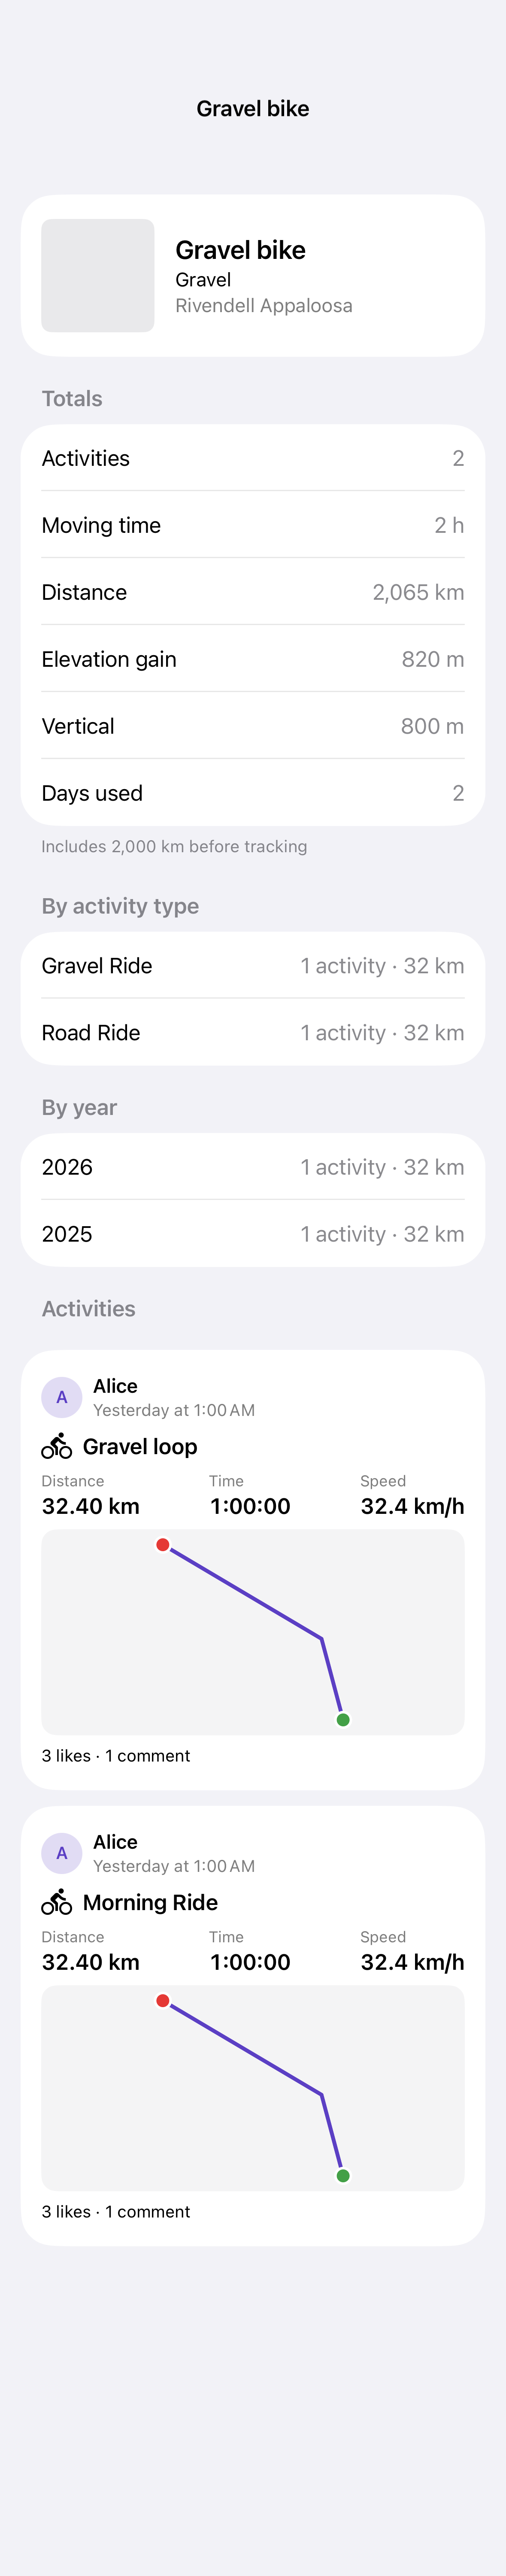 Gravel bike
Gravel bike
Gravel
Rivendell Appaloosa
Totals
Activities 2
Moving time 2 h
Distance 2,065 km
Elevation gain 820 m
Vertical 800 m
Days used 2
Includes 2,000 km before tracking
By activity type
Gravel Ride 1 activity · 32 km
Road Ride 1 activity · 32 km
By year
2026 1 activity · 32 km
2025 1 activity · 32 km
Activities
A
Alice
Yesterday at 1:00 AM
Gravel loop
Distance Time Speed
32.40 km 1:00:00 32.4 km/h
3 likes · 1 comment
A
Alice
Yesterday at 1:00 AM
Morning Ride
Distance Time Speed
32.40 km 1:00:00 32.4 km/h
3 likes · 1 comment